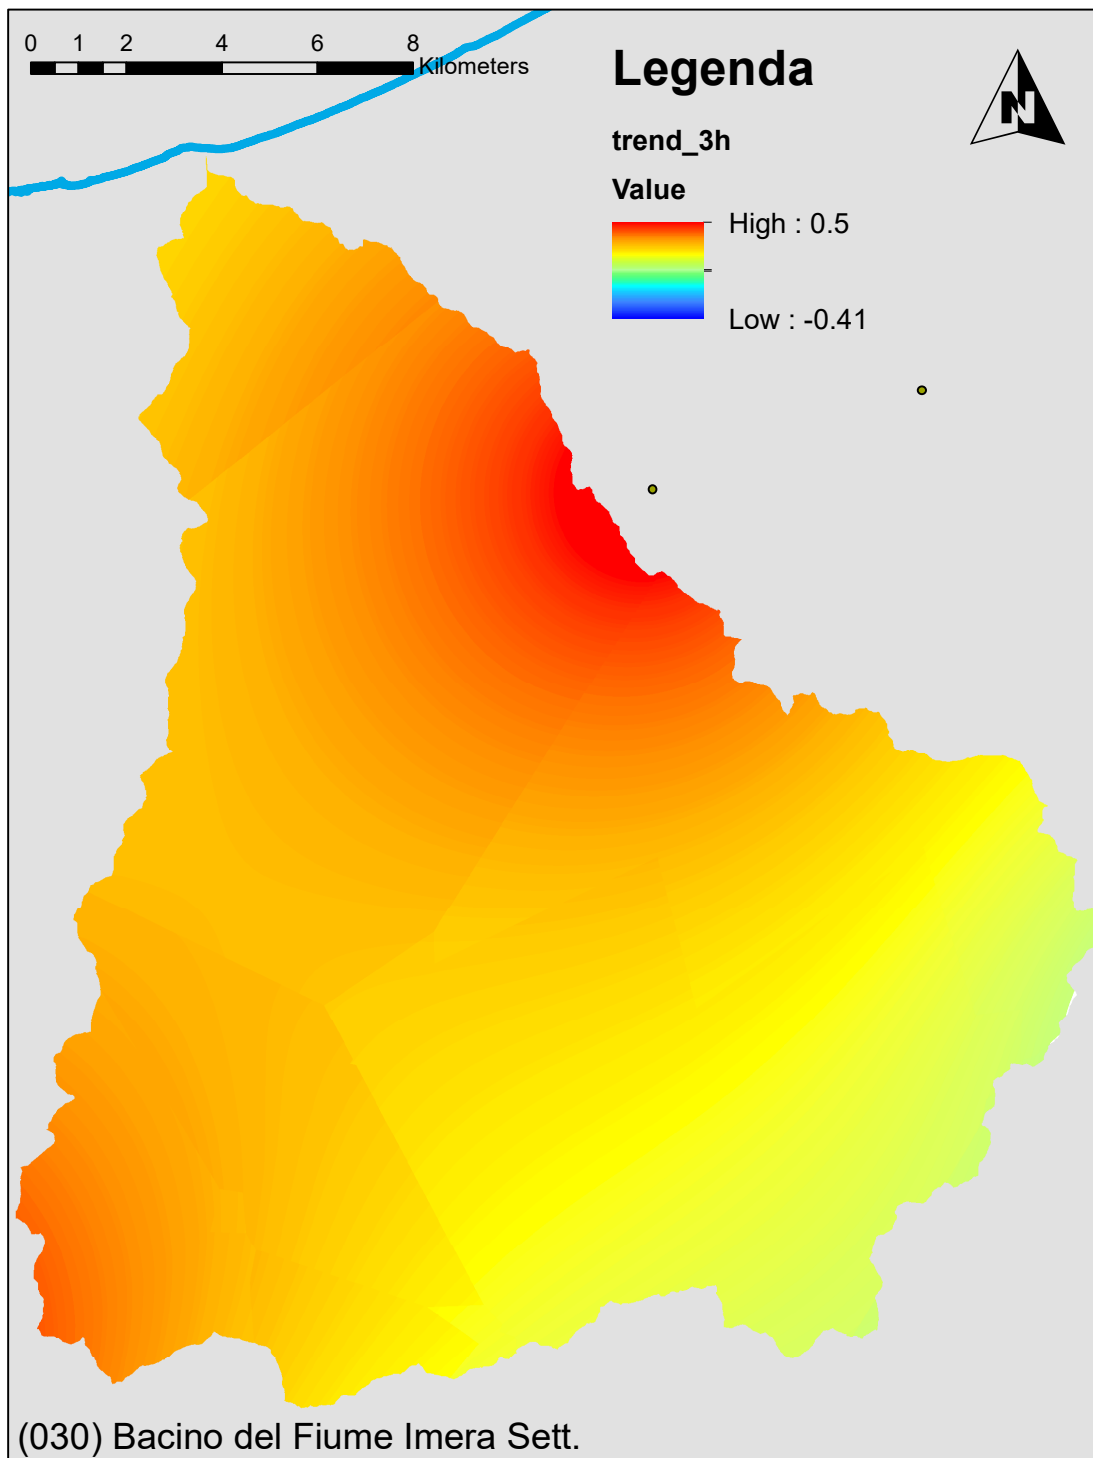 0 1 2 4 6 8
Kilometers
Legenda
N
trend_3h
Value
High : 0.5
Low : -0.41
(030) Bacino del Fiume Imera Sett.